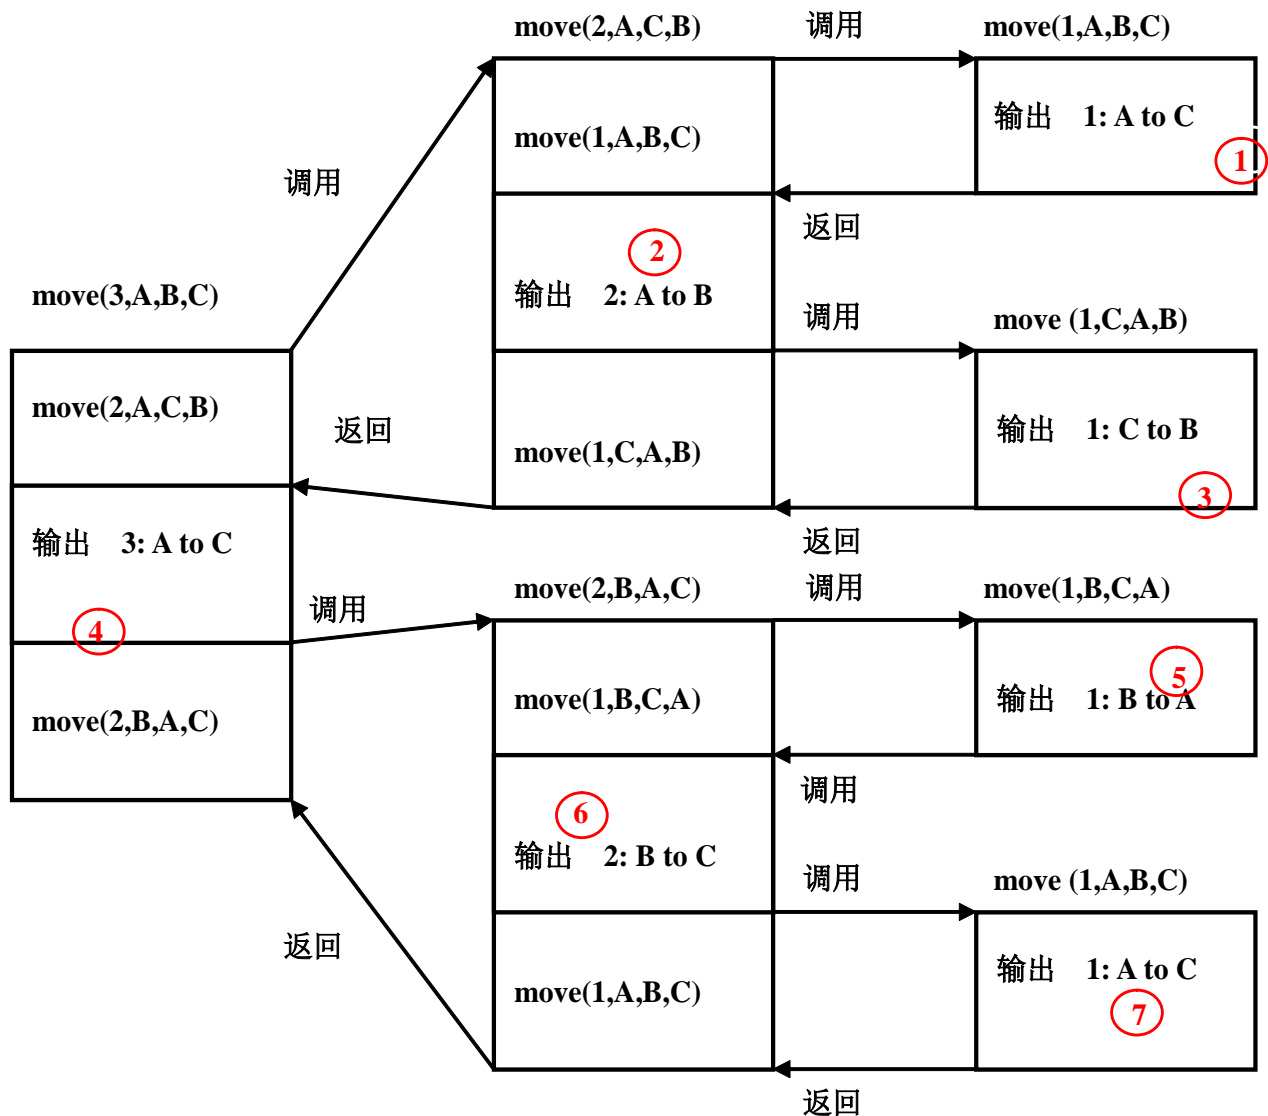 move(2,A,C,B)
调用
move(1,A,B,C)
move(1,A,B,C)
输出 1: A to C
1
调用
返回
2
输出 2: A to B
move(3,A,B,C)
调用
move (1,C,A,B)
move(2,A,C,B)
返回
move(1,C,A,B)
输出 1: C to B
3
返回
输出 3: A to C
4
调用
move(2,B,A,C)
调用
move(1,B,C,A)
move(2,B,A,C)
move(1,B,C,A)
5
输出 1: B to A
调用
6
输出 2: B to C
调用
move (1,A,B,C)
返回
move(1,A,B,C)
输出 1: A to C
7
返回